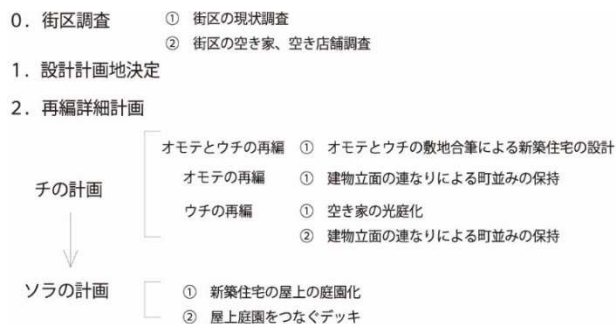 0．街区調査　① 街区の現状調査
② 街区の空き家、空き店舗調査
1．設計計画地決定
2．再編詳細計画
オモテとウチの再編　① オモテとウチの敷地合筆による新築住宅の設計
オモテの再編　① 建物立面の連なりによる町並みの保持
チの計画
ウチの再編　① 空き家の光庭化
② 建物立面の連なりによる町並みの保持
ソラの計画　① 新築住宅の屋上の庭園化
② 屋上庭園をつなぐデッキ